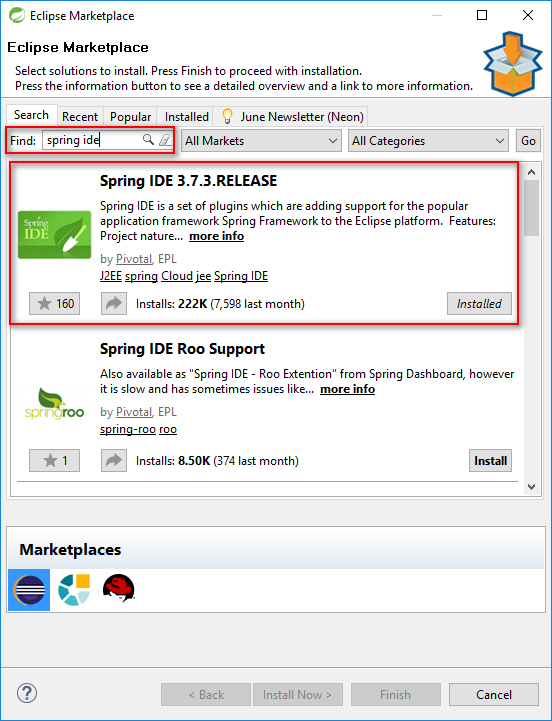 Eclipse Marketplace
Eclipse Marketplace
Select solutions to install. Press Finish to proceed with installation.
Press the information button to see a detailed overview and a link to more information.
Search Recent Popular Installed June Newsletter (Neon)
Find: spring ide All Markets All Categories Go
Spring IDE 3.7.3.RELEASE
Spring IDE
Spring IDE is a set of plugins which are adding support for the popular
application framework Spring Framework to the Eclipse platform. Features:
Project nature... more info
by Pivotal, EPL
J2EE spring Cloud jee Spring IDE
160 Installs: 222K (7,598 last month) Installed
Spring IDE Roo Support
Also available as "Spring IDE - Roo Extention" from Spring Dashboard, however
it is slow and has sometimes issues like... more info
springroo
by Pivotal, EPL
spring-roo roo
1 Installs: 8.50K (374 last month) Install
Marketplaces
? < Back Install Now > Finish Cancel